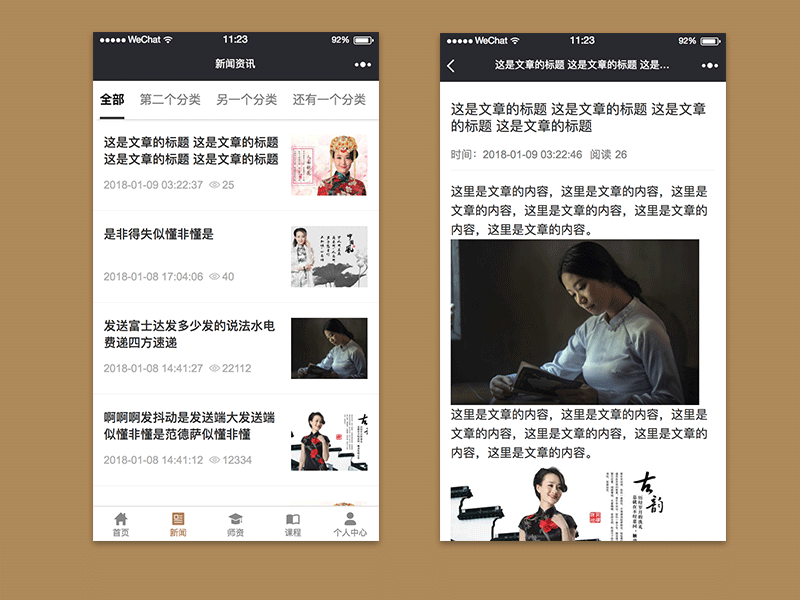 WeChat 11:23 92%
新闻资讯
全部 第二个分类 另一个分类 还有一个分类
这是文章的标题 这是文章的标题
这是文章的标题 这是文章的标题
2018-01-09 03:22:37 25
是非得失似懂非懂是
2018-01-08 17:04:06 40
中国风
发送富士达发多少发的说法水电
费递四方速递
2018-01-08 14:41:27 22112
啊啊啊发抖动是发送端大发送端
似懂非懂是范德萨似懂非懂
2018-01-08 14:41:12 12334
古韵
首页 新闻 师资 课程 个人中心
WeChat 11:23 92%
这是文章的标题 这是文章的标题 这是...
这是文章的标题 这是文章的标题 这是文章
的标题 这是文章的标题
时间：2018-01-09 03:22:46 阅读 26
这里是文章的内容，这里是文章的内容，这里是
文章的内容，这里是文章的内容，这里是文章的
内容，这里是文章的内容。
这里是文章的内容，这里是文章的内容，这里是
文章的内容，这里是文章的内容，这里是文章的
内容，这里是文章的内容。
古韵